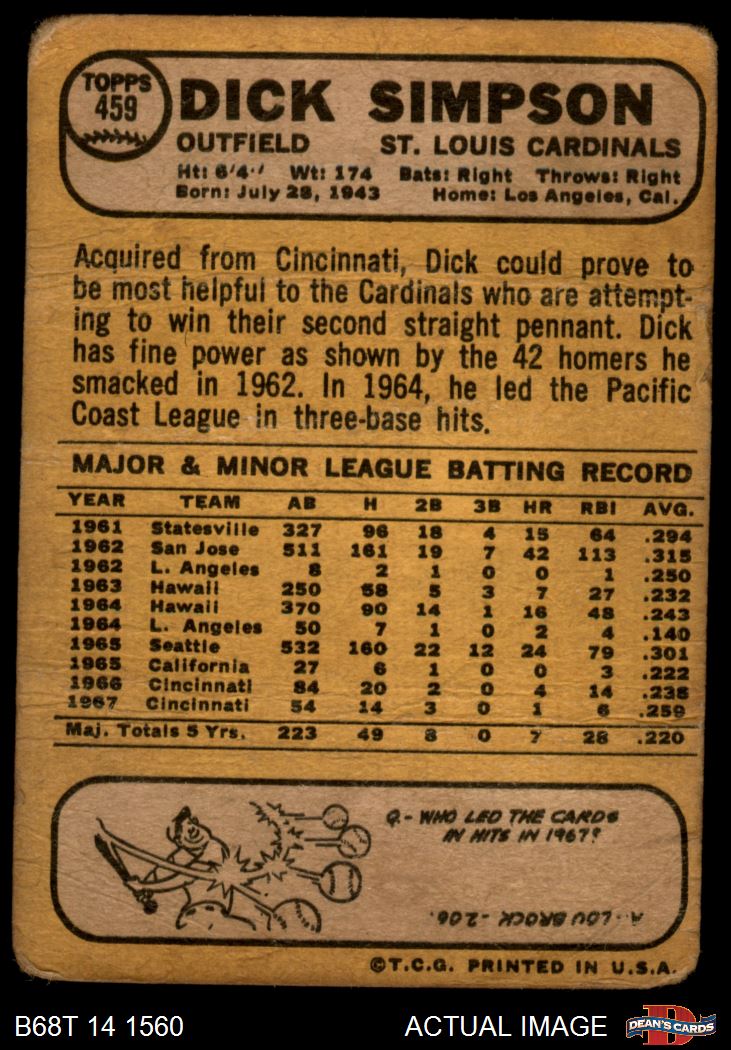 TOPPS
459
DICK SIMPSON
OUTFIELD ST. LOUIS CARDINALS
Ht: 6'4" Wt: 174 Bats: Right Throws: Right
Born: July 28, 1943 Home: Los Angeles, Cal.
Acquired from Cincinnati, Dick could prove to
be most helpful to the Cardinals who are attempt-
ing to win their second straight pennant. Dick
has fine power as shown by the 42 homers he
smacked in 1962. In 1964, he led the Pacific
Coast League in three-base hits.
MAJOR & MINOR LEAGUE BATTING RECORD
YEAR TEAM AB H 2B 3B HR RBI AVG.
1961 Statesville 327 96 18 4 15 64 .294
1962 San Jose 511 161 19 7 42 113 .315
1962 L. Angeles 8 2 1 0 0 1 .250
1963 Hawaii 250 58 5 3 7 27 .232
1964 Hawaii 370 90 14 1 16 48 .243
1964 L. Angeles 50 7 1 0 2 4 .140
1965 Seattle 532 160 22 12 24 79 .301
1965 California 27 6 1 0 0 3 .222
1966 Cincinnati 84 20 2 0 4 14 .238
1967 Cincinnati 54 14 3 0 1 6 .259
Maj. Totals 5 Yrs. 223 49 8 0 7 28 .220
Q.- WHO LED THE CARDS
IN HITS IN 1967?
A.- LOU BROCK - 206.
©T.C.G. PRINTED IN U.S.A.
B68T 14 1560 ACTUAL IMAGE
D
DEAN'S CARDS